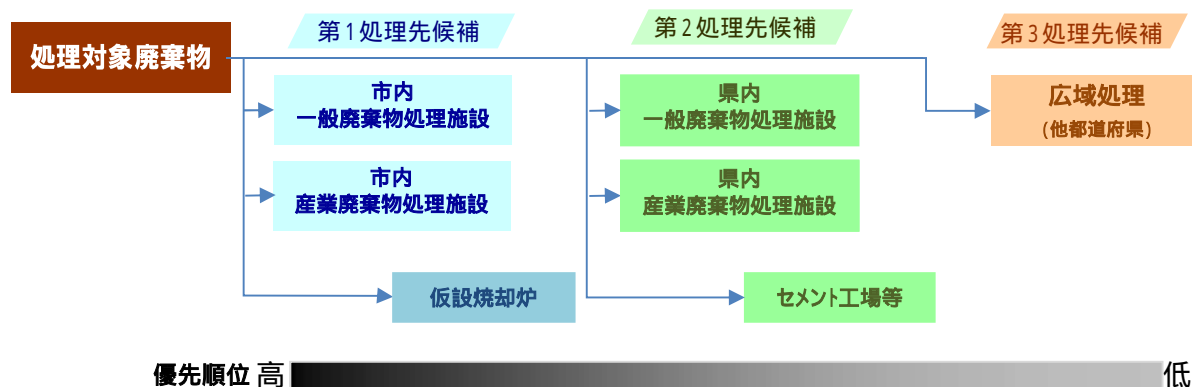 第1処理先候補
第2処理先候補
第3処理先候補
処理対象廃棄物
市内
一般廃棄物処理施設
県内
一般廃棄物処理施設
広域処理
(他都道府県)
市内
産業廃棄物処理施設
県内
産業廃棄物処理施設
仮設焼却炉
セメント工場等
優先順位 高
低